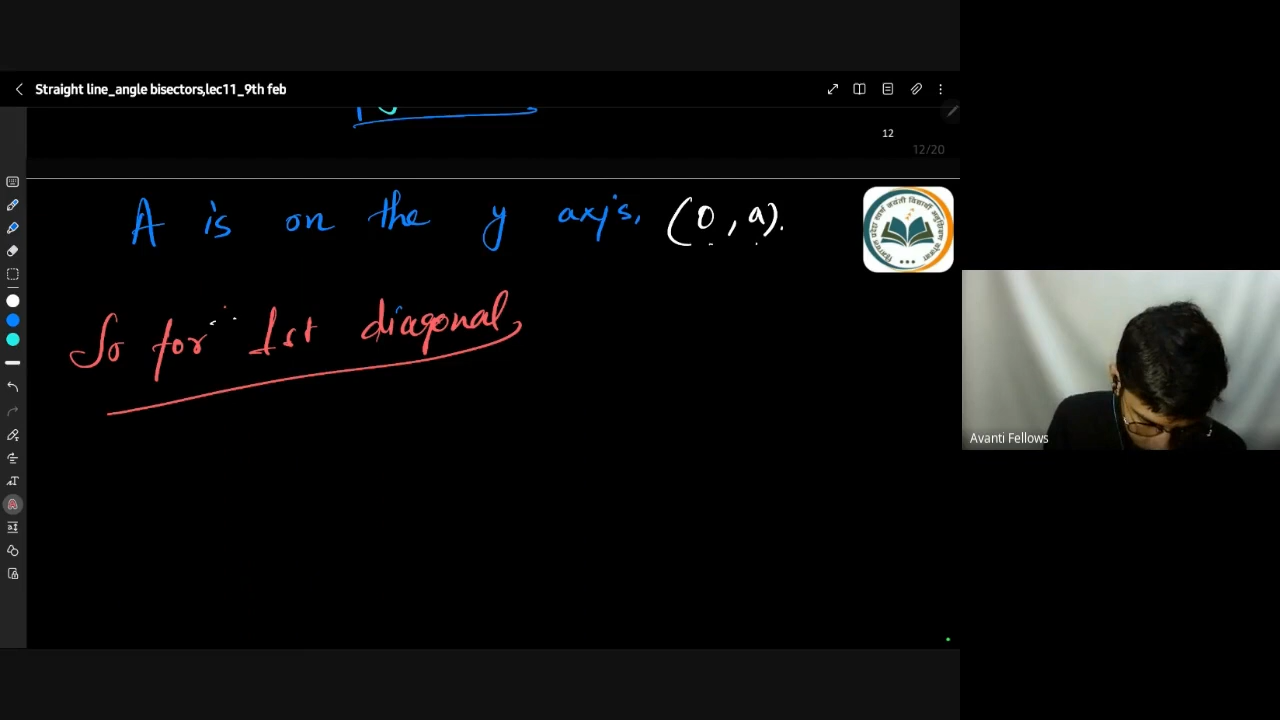 Straight line_angle bisectors,lec11_9th feb
12
12/20
A is on the y axis, (0, a).
So for 1st diagonal,
Avanti Fellows